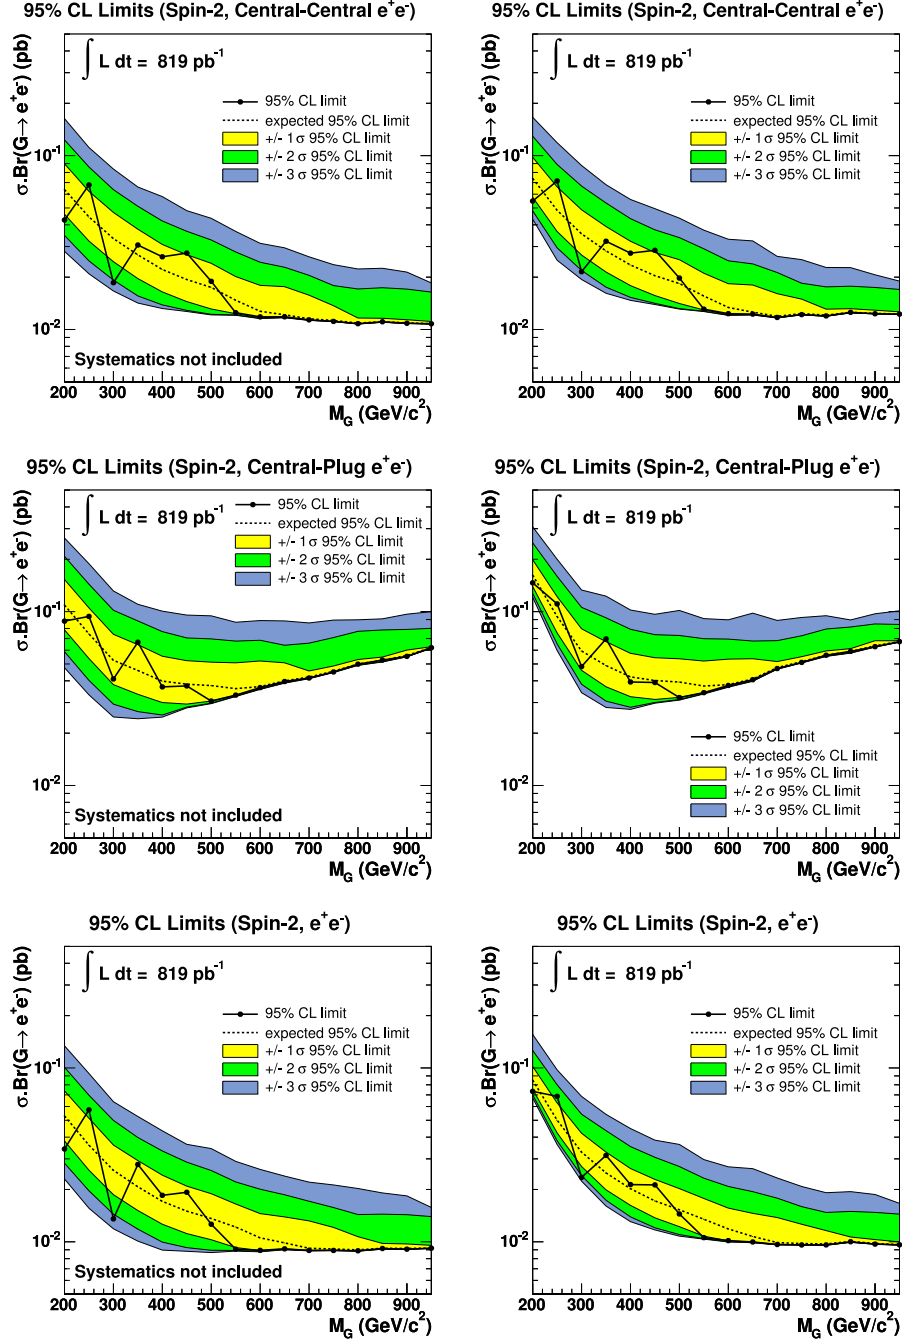 95% CL Limits (Spin-2, Central-Central e⁺e⁻)
σ.Br(G→ e⁺e⁻) (pb)
∫ L dt = 819 pb⁻¹
95% CL limit
expected 95% CL limit
+/- 1 σ 95% CL limit
+/- 2 σ 95% CL limit
+/- 3 σ 95% CL limit
10⁻¹
10⁻²
Systematics not included
200 300 400 500 600 700 800 900
M_G (GeV/c²)
95% CL Limits (Spin-2, Central-Central e⁺e⁻)
σ.Br(G→ e⁺e⁻) (pb)
∫ L dt = 819 pb⁻¹
95% CL limit
expected 95% CL limit
+/- 1 σ 95% CL limit
+/- 2 σ 95% CL limit
+/- 3 σ 95% CL limit
10⁻¹
10⁻²
200 300 400 500 600 700 800 900
M_G (GeV/c²)
95% CL Limits (Spin-2, Central-Plug e⁺e⁻)
σ.Br(G→ e⁺e⁻) (pb)
∫ L dt = 819 pb⁻¹
95% CL limit
expected 95% CL limit
+/- 1 σ 95% CL limit
+/- 2 σ 95% CL limit
+/- 3 σ 95% CL limit
10⁻¹
10⁻²
Systematics not included
200 300 400 500 600 700 800 900
M_G (GeV/c²)
95% CL Limits (Spin-2, Central-Plug e⁺e⁻)
σ.Br(G→ e⁺e⁻) (pb)
∫ L dt = 819 pb⁻¹
10⁻¹
95% CL limit
expected 95% CL limit
+/- 1 σ 95% CL limit
+/- 2 σ 95% CL limit
+/- 3 σ 95% CL limit
10⁻²
200 300 400 500 600 700 800 900
M_G (GeV/c²)
95% CL Limits (Spin-2, e⁺e⁻)
σ.Br(G→ e⁺e⁻) (pb)
∫ L dt = 819 pb⁻¹
95% CL limit
expected 95% CL limit
+/- 1 σ 95% CL limit
+/- 2 σ 95% CL limit
+/- 3 σ 95% CL limit
10⁻¹
10⁻²
Systematics not included
200 300 400 500 600 700 800 900
M_G (GeV/c²)
95% CL Limits (Spin-2, e⁺e⁻)
σ.Br(G→ e⁺e⁻) (pb)
∫ L dt = 819 pb⁻¹
95% CL limit
expected 95% CL limit
+/- 1 σ 95% CL limit
+/- 2 σ 95% CL limit
+/- 3 σ 95% CL limit
10⁻¹
10⁻²
200 300 400 500 600 700 800 900
M_G (GeV/c²)